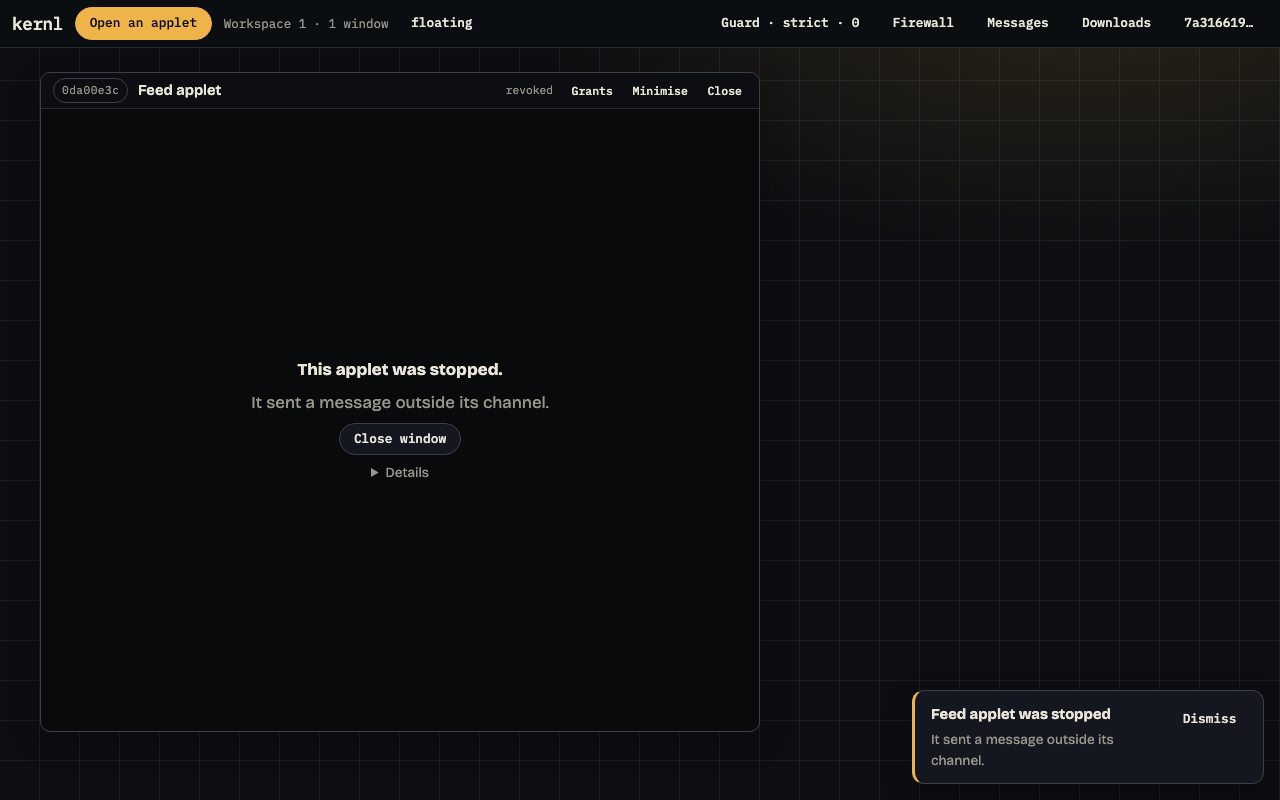 kernl Open an applet Workspace 1 · 1 window floating Guard · strict · 0 Firewall Messages Downloads 7a316619…
0da00e3c Feed applet revoked Grants Minimise Close
This applet was stopped.
It sent a message outside its channel.
Close window
▶ Details
Feed applet was stopped
Dismiss
It sent a message outside its
channel.